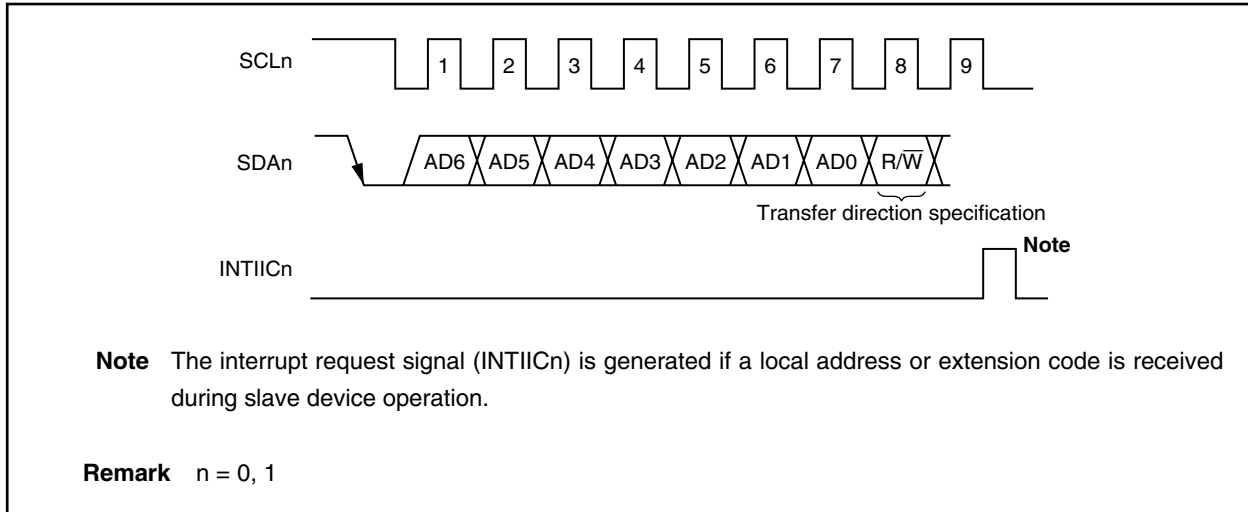 SCLn
1 2 3 4 5 6 7 8 9
SDAn
AD6 AD5 AD4 AD3 AD2 AD1 AD0 R/W̅
Transfer direction specification
INTIICn
Note
Note The interrupt request signal (INTIICn) is generated if a local address or extension code is received
during slave device operation.
Remark n = 0, 1